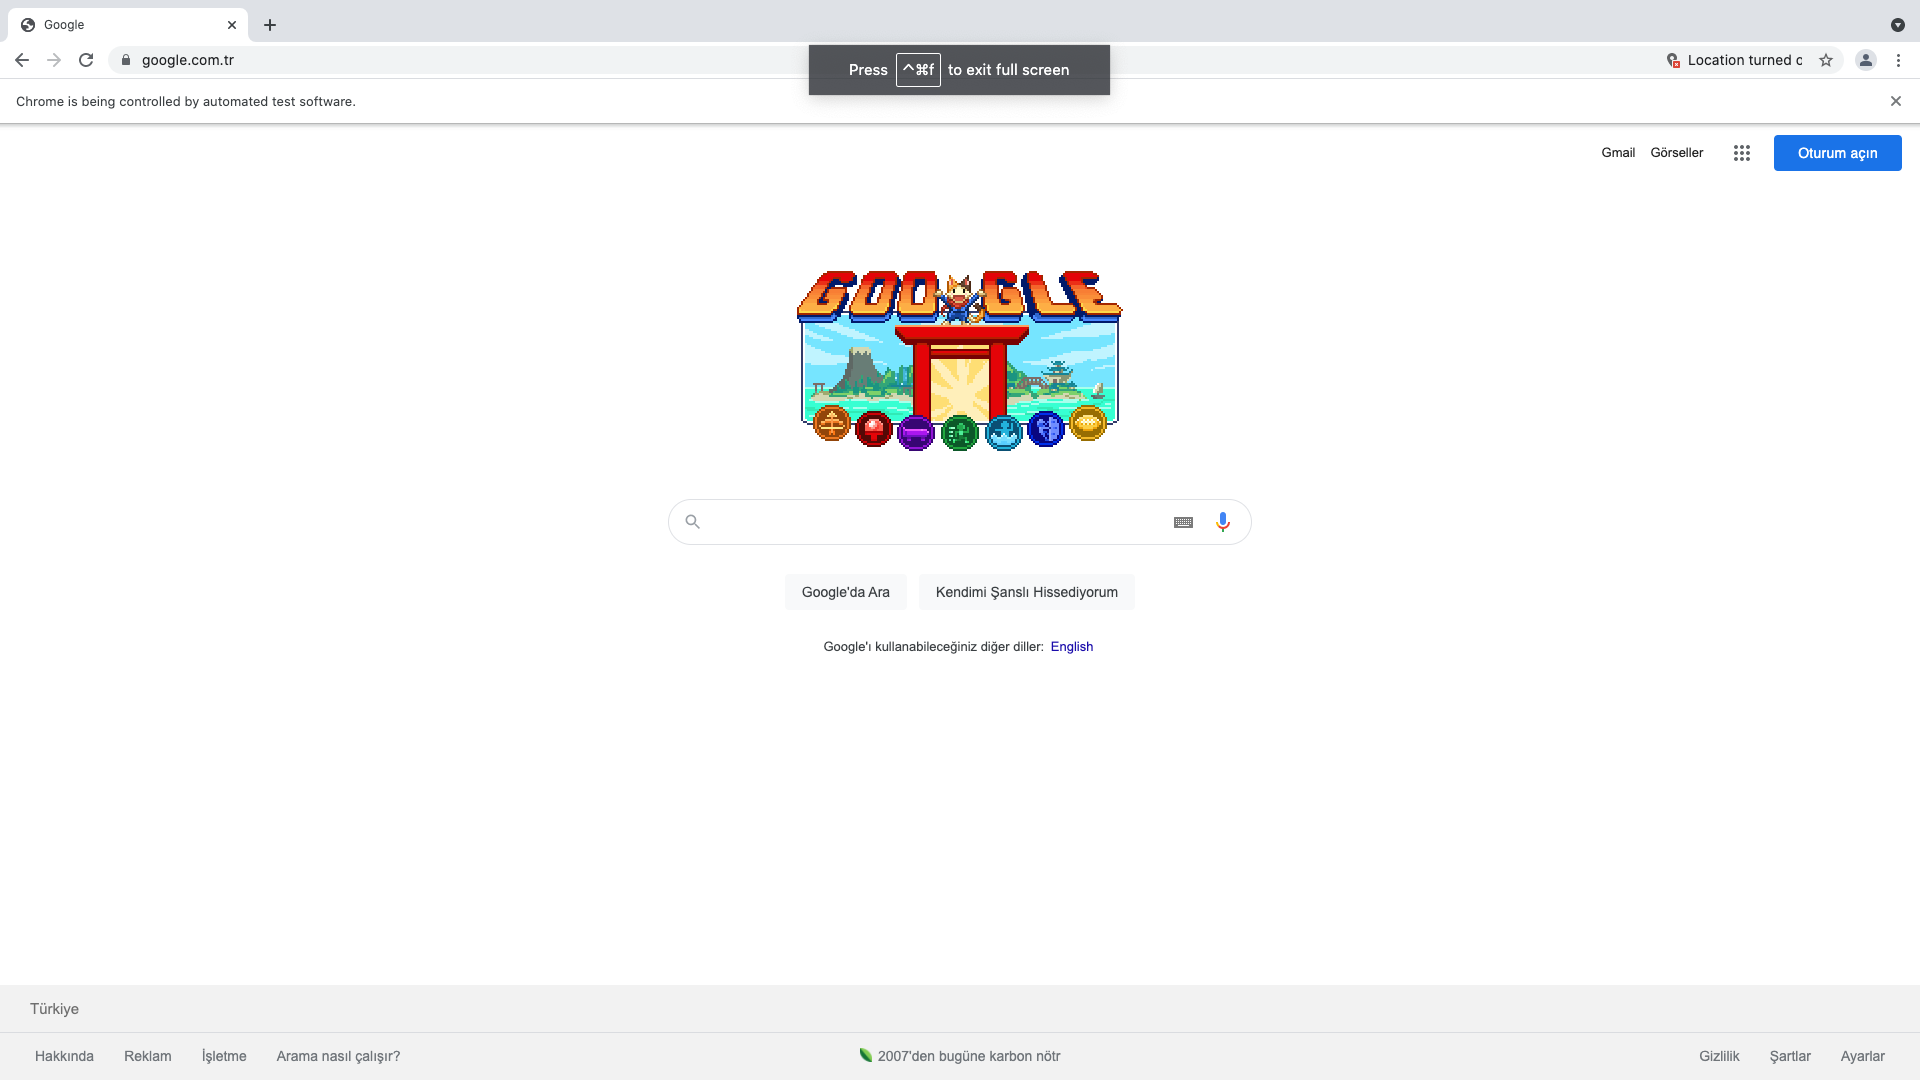 Google
google.com.tr
Press ^⌘f to exit full screen
Location turned o
Chrome is being controlled by automated test software.
Gmail Görseller Oturum açın
GOOGLE
Google'da Ara Kendimi Şanslı Hissediyorum
Google'ı kullanabileceğiniz diğer diller: English
Türkiye
Hakkında Reklam İşletme Arama nasıl çalışır? 2007'den bugüne karbon nötr Gizlilik Şartlar Ayarlar